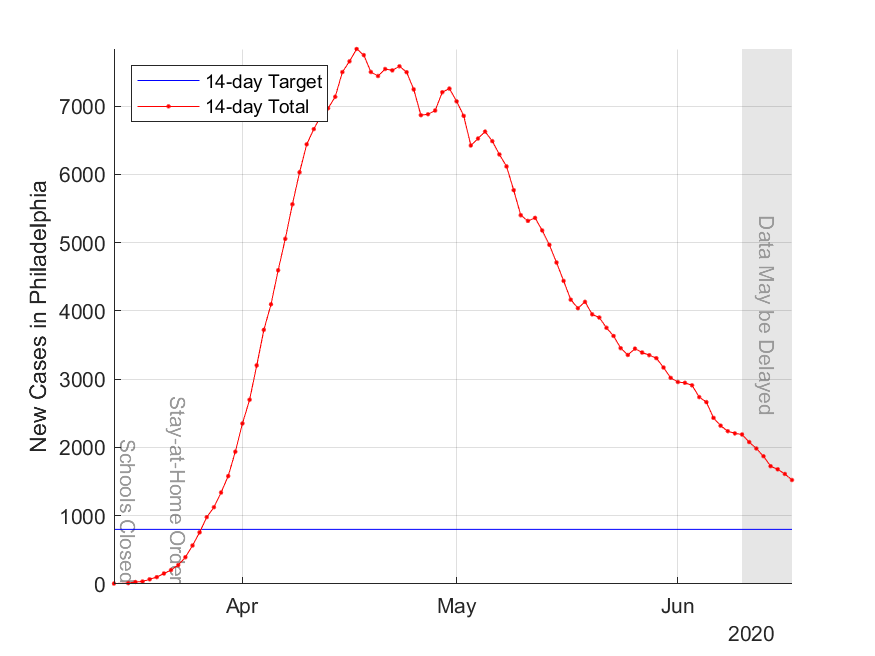 14-day Target
14-day Total
New Cases in Philadelphia
7000
6000
5000
4000
3000
2000
1000
0
Schools Closed
Stay-at-Home Order
Data May be Delayed
Apr
May
Jun
2020